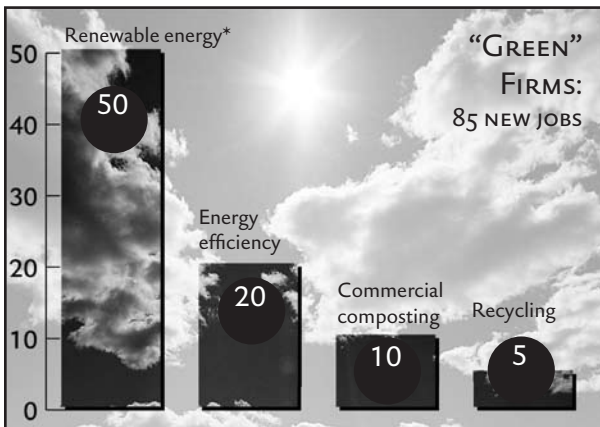 Renewable energy*
"GREEN"
FIRMS:
85 NEW JOBS
50
40
30
20
10
0
50
Energy
efficiency
20
Commercial
composting
10
Recycling
5